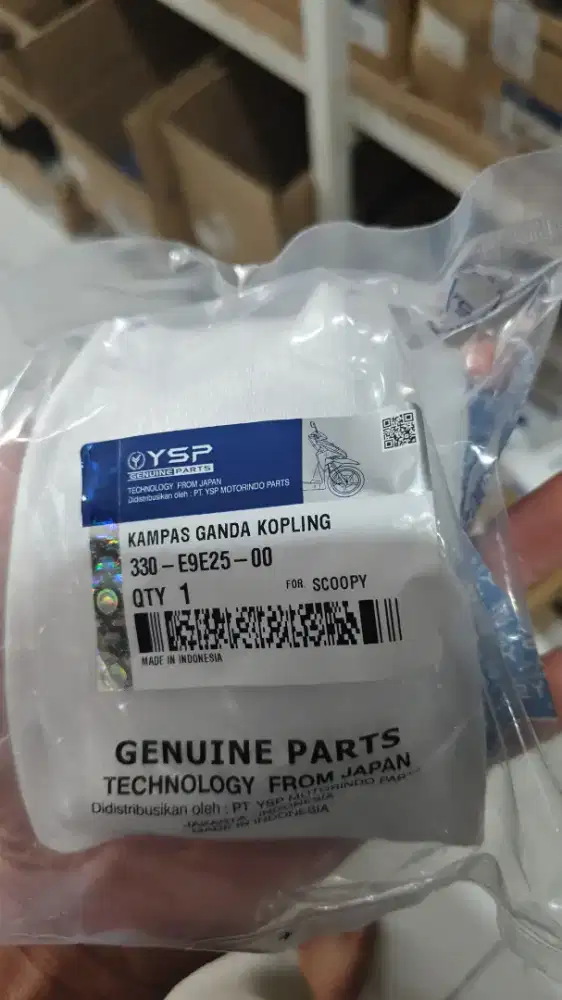 YSP
GENUINE PARTS
TECHNOLOGY FROM JAPAN
Didistribusikan oleh : PT YSP MOTORINDO PARTS
KAMPAS GANDA KOPLING
330-E9E25-00
QTY 1 FOR SCOOPY
MADE IN INDONESIA
GENUINE PARTS
TECHNOLOGY FROM JAPAN
Didistribusikan oleh : PT YSP MOTORINDO
JAKARTA INDONESIA
MADE IN INDONESIA